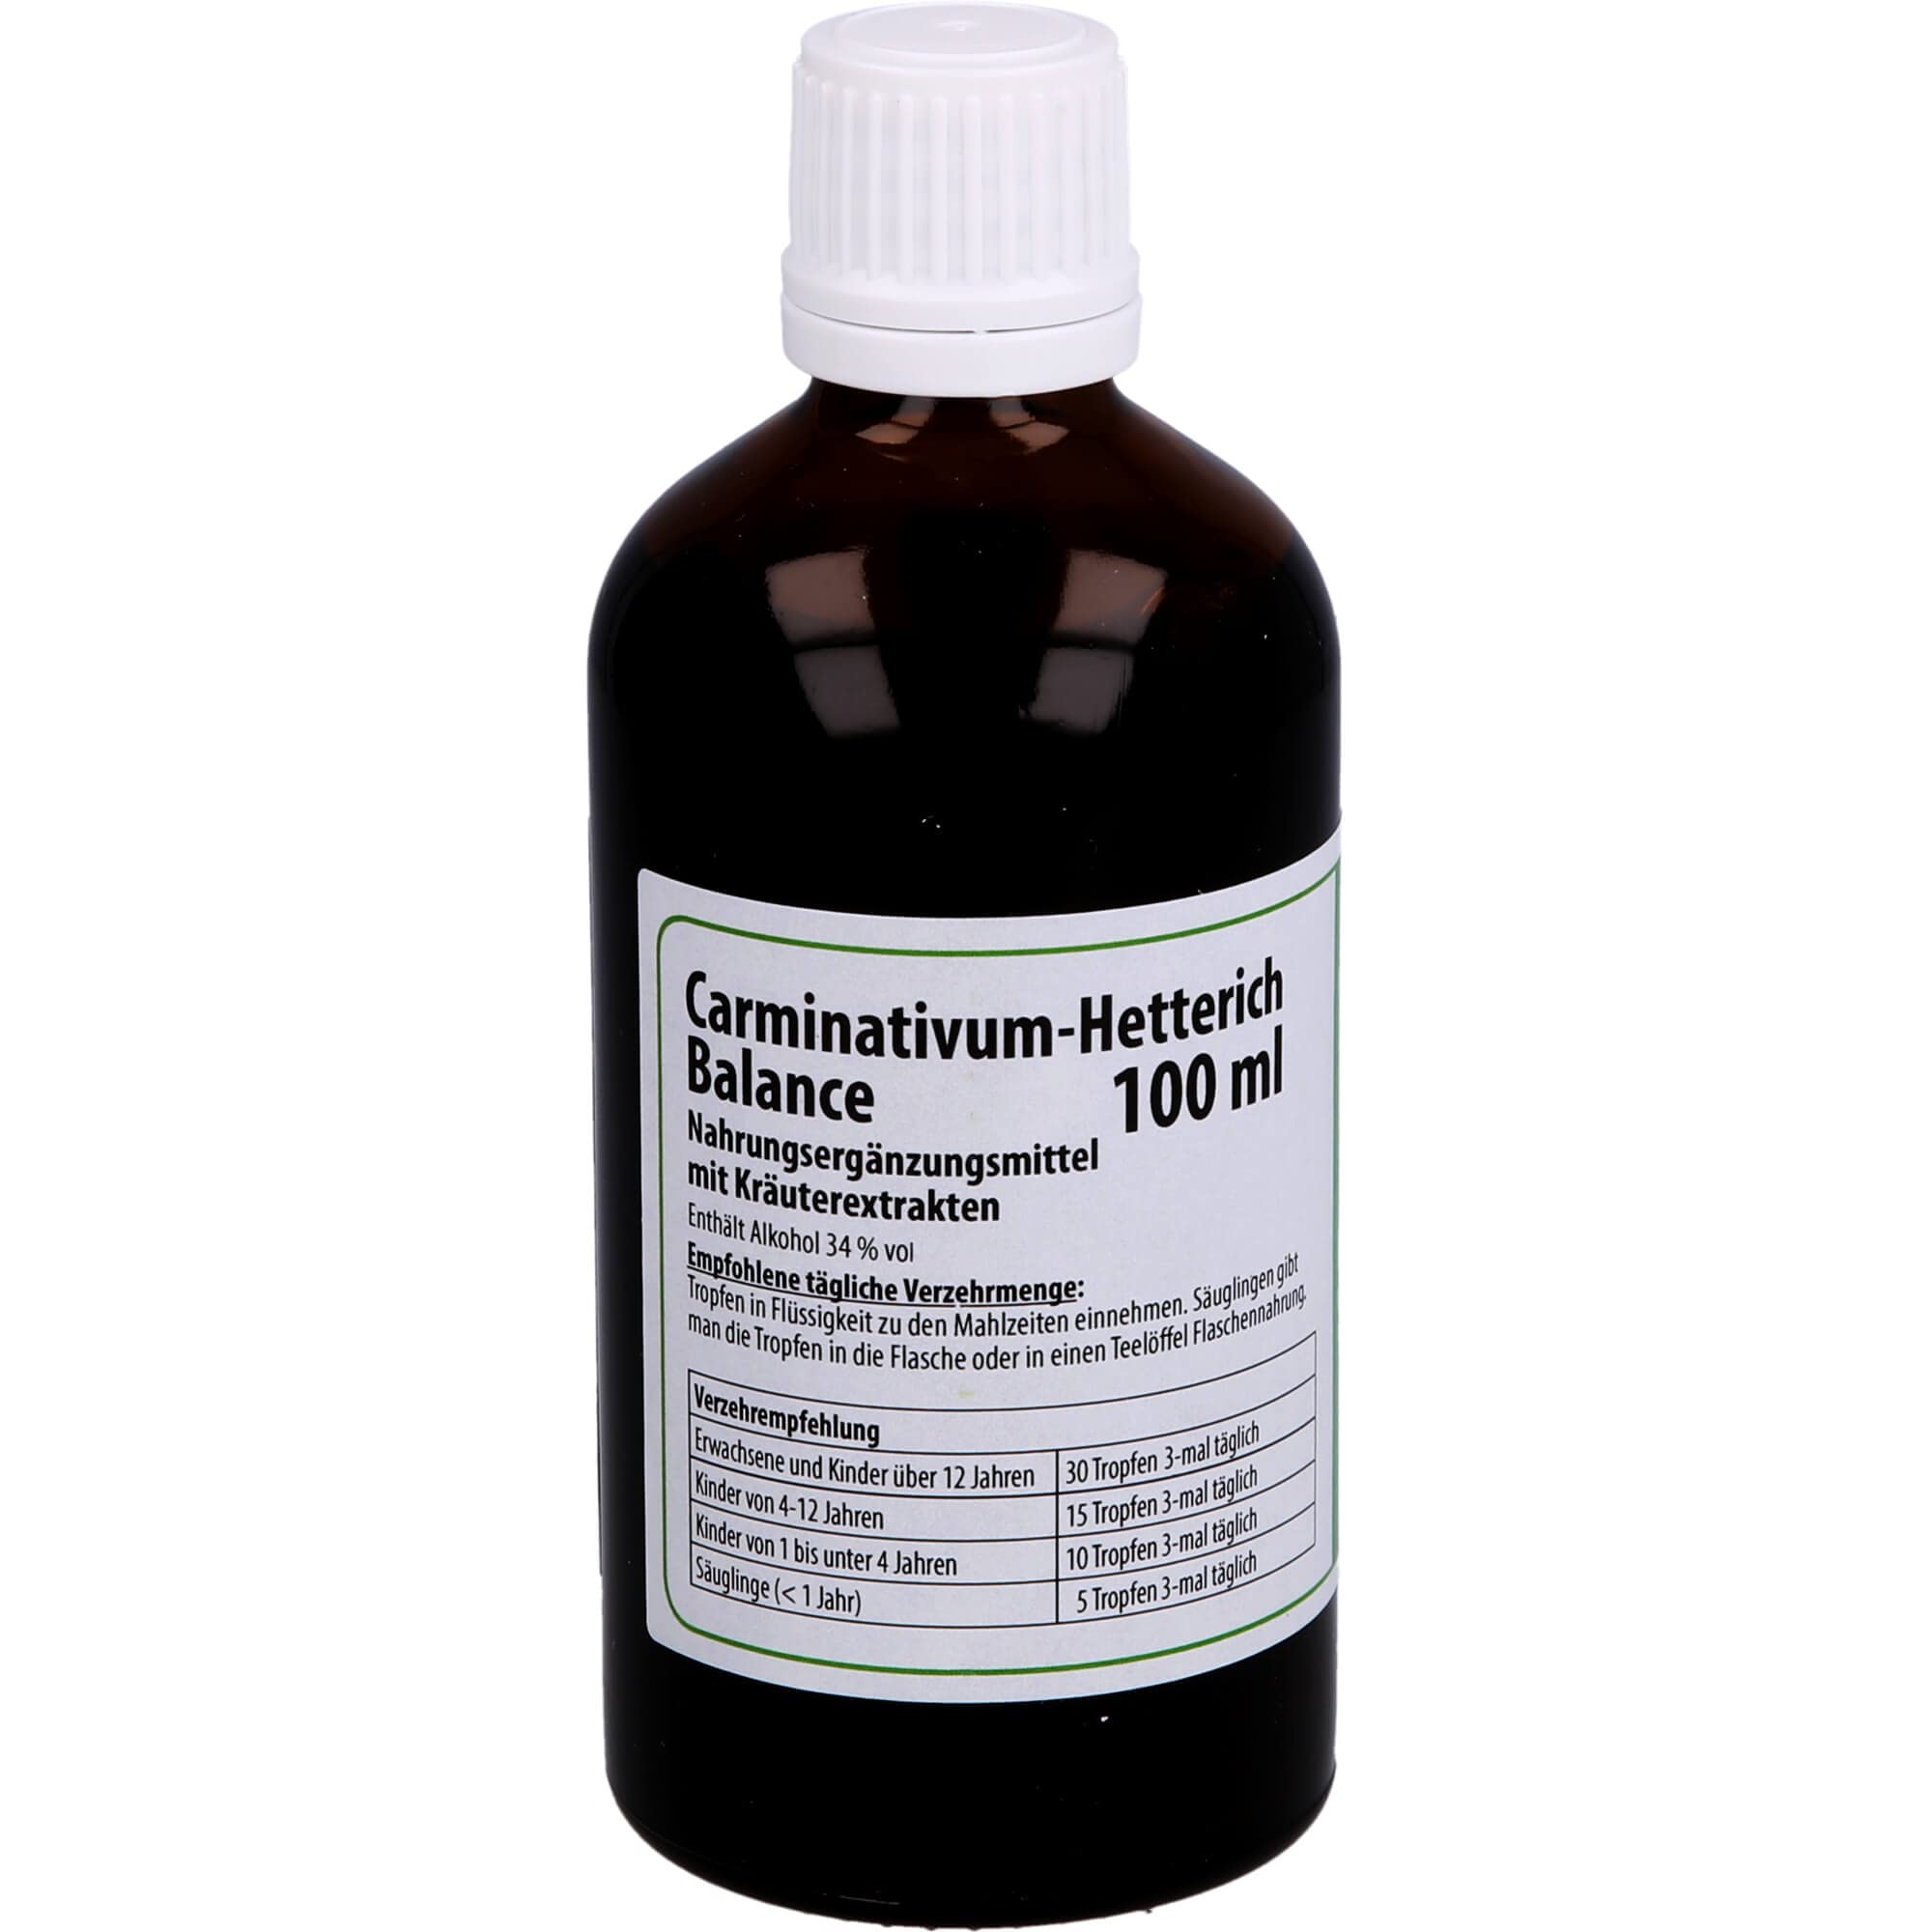 Carminativum-Hetterich
Balance 100 ml
Nahrungsergänzungsmittel
mit Kräuterextrakten
Enthält Alkohol 34 % vol
Empfohlene tägliche Verzehrmenge:
Tropfen in Flüssigkeit zu den Mahlzeiten einnehmen. Säuglingen gibt
man die Tropfen in die Flasche oder in einen Teelöffel Flaschennahrung.
Verzehrempfehlung
Erwachsene und Kinder über 12 Jahren 30 Tropfen 3-mal täglich
Kinder von 4-12 Jahren 15 Tropfen 3-mal täglich
Kinder von 1 bis unter 4 Jahren 10 Tropfen 3-mal täglich
Säuglinge (< 1 Jahr) 5 Tropfen 3-mal täglich